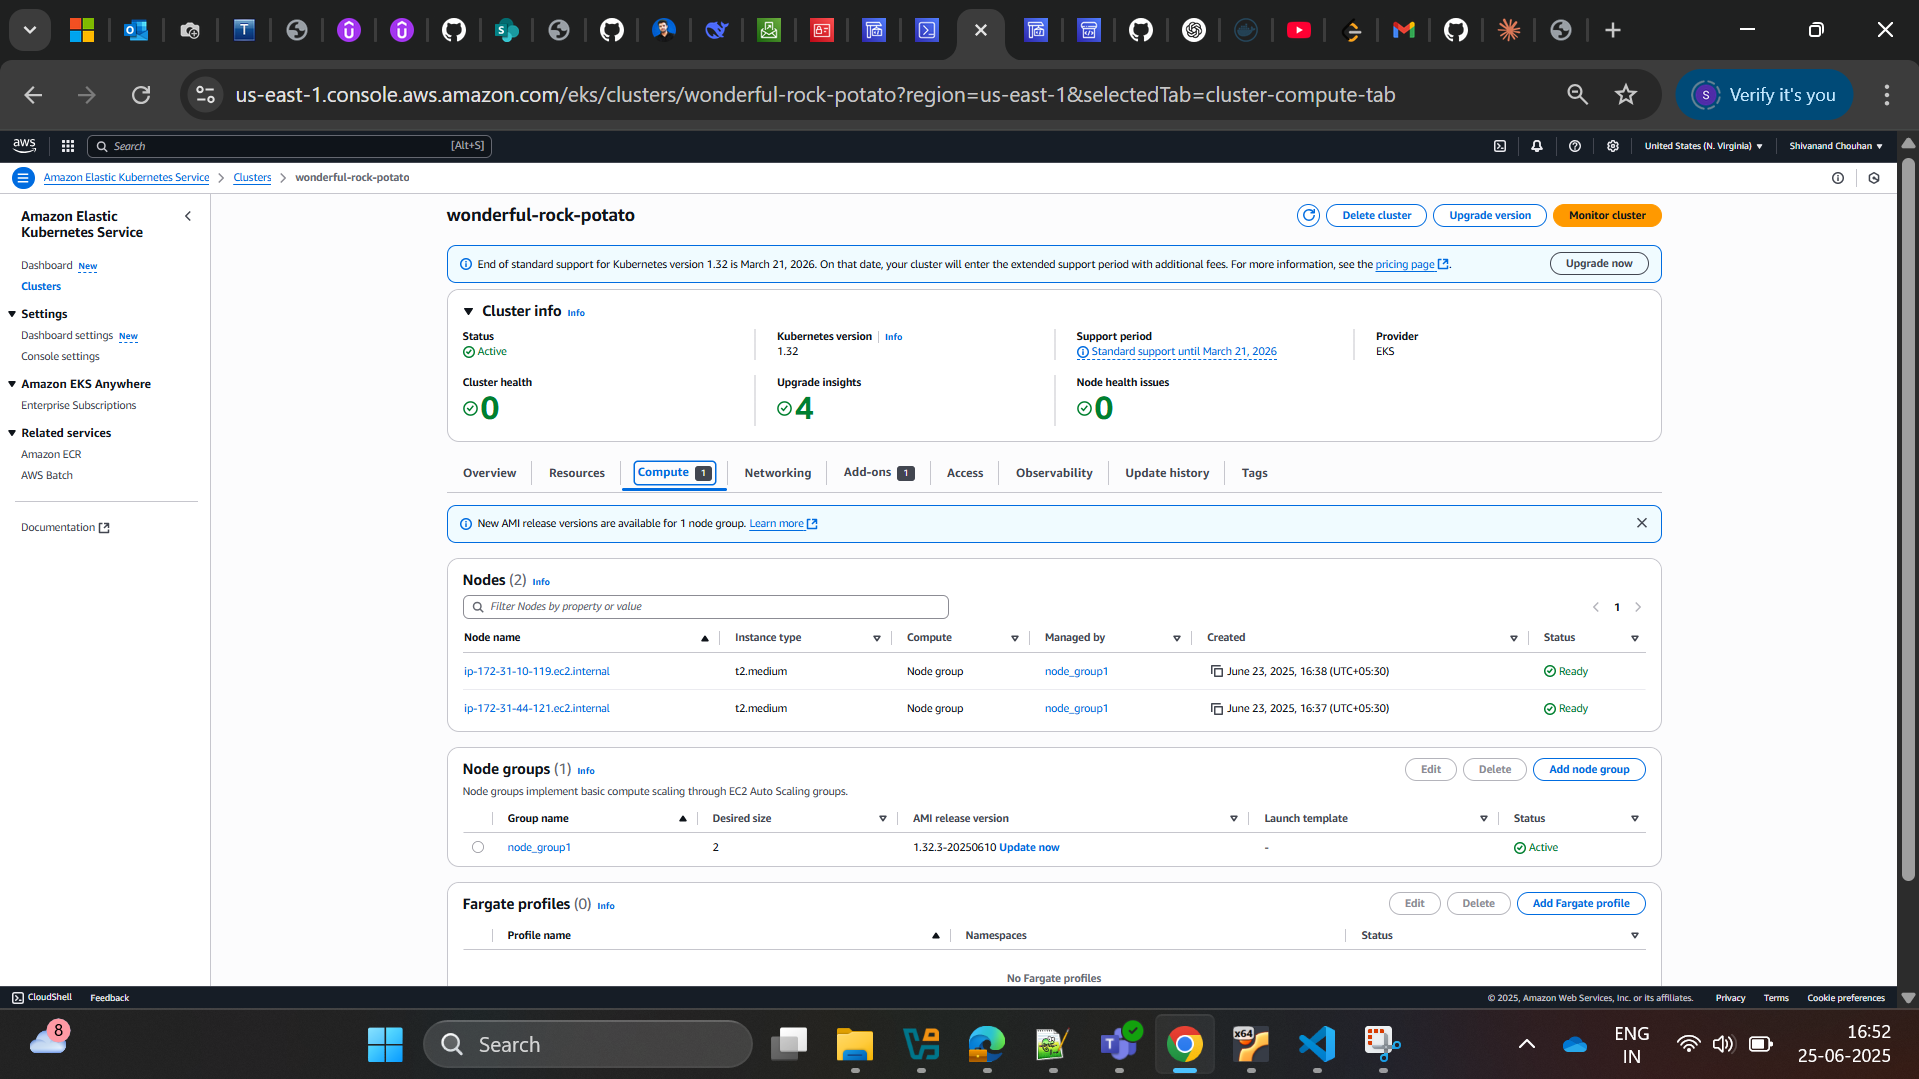 us-east-1.console.aws.amazon.com/eks/clusters/wonderful-rock-potato?region=us-east-1&selectedTab=cluster-compute-tab
S Verify it's you
aws Search [Alt+S] United States (N. Virginia) Shivanand Chouhan
Amazon Elastic Kubernetes Service Clusters wonderful-rock-potato
Amazon Elastic
Kubernetes Service
Dashboard New
Clusters
Settings
Dashboard settings New
Console settings
Amazon EKS Anywhere
Enterprise Subscriptions
Related services
Amazon ECR
AWS Batch
Documentation
wonderful-rock-potato
Delete cluster Upgrade version Monitor cluster
End of standard support for Kubernetes version 1.32 is March 21, 2026. On that date, your cluster will enter the extended support period with additional fees. For more information, see the pricing page. Upgrade now
Cluster info Info
Status Kubernetes version Info Support period Provider
Active 1.32 Standard support until March 21, 2026 EKS
Cluster health Upgrade insights Node health issues
0 4 0
Overview Resources Compute 1 Networking Add-ons 1 Access Observability Update history Tags
New AMI release versions are available for 1 node group. Learn more
Nodes (2) Info
Filter Nodes by property or value 1
Node name Instance type Compute Managed by Created Status
ip-172-31-10-119.ec2.internal t2.medium Node group node_group1 June 23, 2025, 16:38 (UTC+05:30) Ready
ip-172-31-44-121.ec2.internal t2.medium Node group node_group1 June 23, 2025, 16:37 (UTC+05:30) Ready
Node groups (1) Info Edit Delete Add node group
Node groups implement basic compute scaling through EC2 Auto Scaling groups.
Group name Desired size AMI release version Launch template Status
node_group1 2 1.32.3-20250610 Update now - Active
Fargate profiles (0) Info Edit Delete Add Fargate profile
Profile name Namespaces Status
No Fargate profiles
CloudShell Feedback © 2025, Amazon Web Services, Inc. or its affiliates. Privacy Terms Cookie preferences
8 Search ENG 16:52
IN 25-06-2025